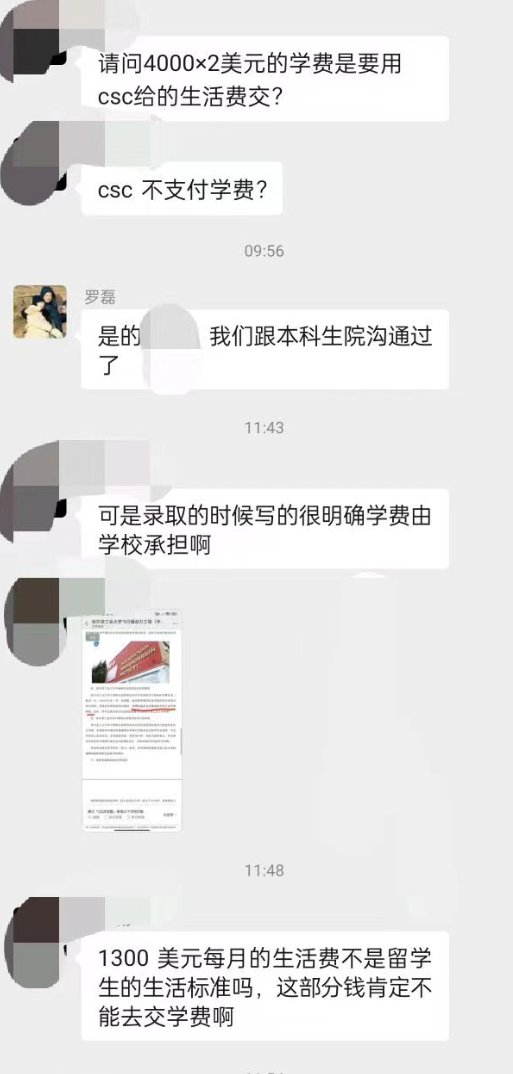 请问4000×2美元的学费是要用
csc给的生活费交？
csc 不支付学费？
09:56
罗磊
是的 我们跟本科生院沟通过
了
11:43
可是录取的时候写的很明确学费由
学校承担啊
11:48
1300 美元每月的生活费不是留学
生的生活标准吗，这部分钱肯定不
能去交学费啊